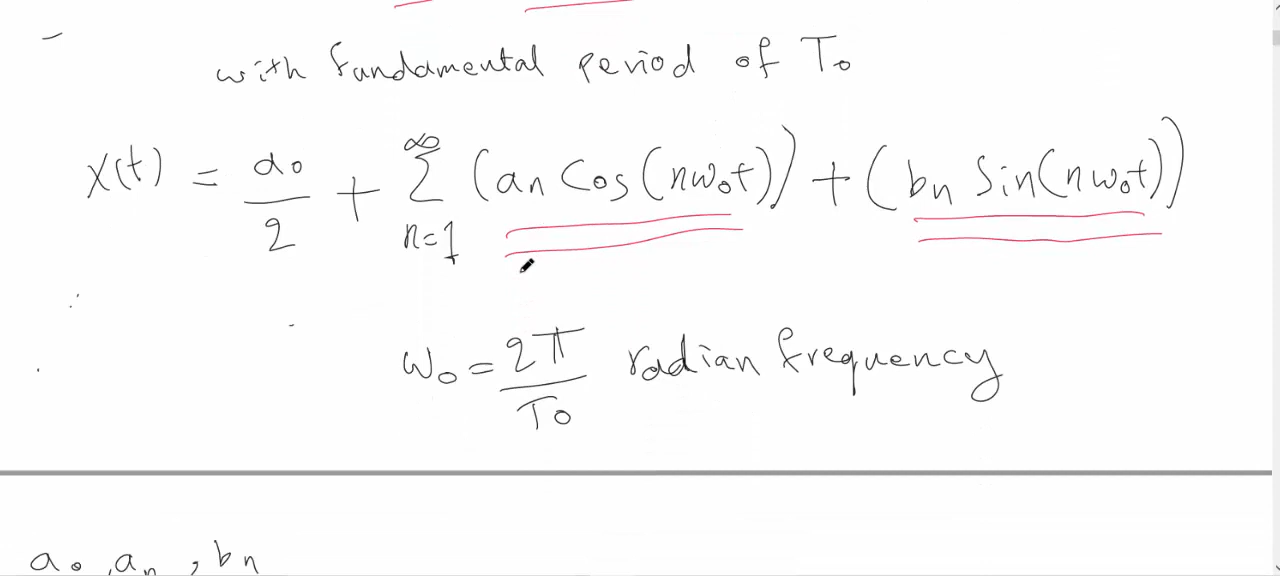 with fundamental period of T₀
x(t) = a₀/2 + ∑_{n=1}^{∞} (an Cos(nω₀t)) + (bn Sin(nω₀t))
ω₀ = 2π/T₀ radian frequency
a₀, an, bn